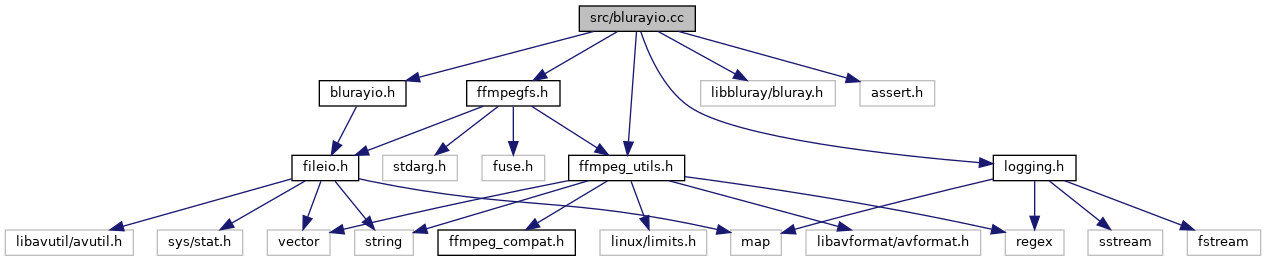 src/blurayio.cc
blurayio.h
ffmpegfs.h
libbluray/bluray.h
assert.h
fileio.h
stdarg.h
fuse.h
ffmpeg_utils.h
logging.h
libavutil/avutil.h
sys/stat.h
vector
string
ffmpeg_compat.h
linux/limits.h
map
libavformat/avformat.h
regex
sstream
fstream